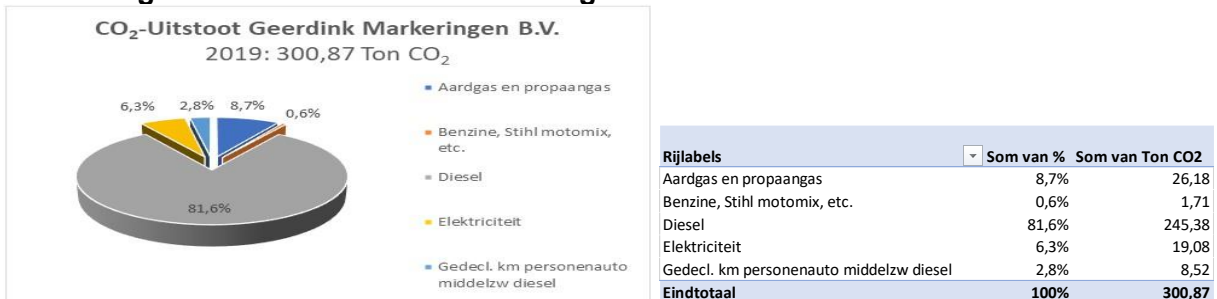 CO₂-Uitstoot Geerdink Markeringen B.V.
2019: 300,87 Ton CO₂
6,3% 2,8% 8,7% 0,6%
81,6%
Aardgas en propaangas
Benzine, Stihl motomix,
etc.
Diesel
Elektriciteit
Gedecl. km personenauto
middelzw diesel
Rijlabels Som van % Som van Ton CO2
Aardgas en propaangas 8,7% 26,18
Benzine, Stihl motomix, etc. 0,6% 1,71
Diesel 81,6% 245,38
Elektriciteit 6,3% 19,08
Gedecl. km personenauto middelzw diesel 2,8% 8,52
Eindtotaal 100% 300,87